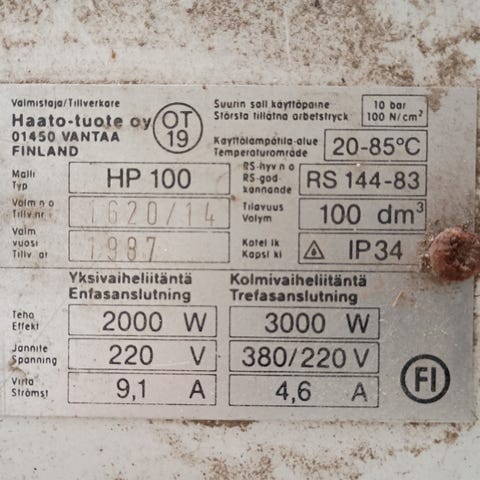 Valmistaja/Tillverkare
Haato-tuote oy
01450 VANTAA
FINLAND
OT
19
Suurin sall käyttöpaine
Största tillåtna arbetstryck
10 bar
100 N/cm²
Käyttölämpötila-alue
Temperaturområde
20-85°C
Malli
Typ
HP 100
RS-hyv n o
RS-god-
kännande
RS 144-83
Valm n o
Tillv nr
1620/14
Tilavuus
Volym
100 dm³
Valm
vuosi
Tillv år
1987
Kotel lk
Kapsl kl
IP34
Yksivaiheliitäntä
Enfasanslutning
Kolmivaiheliitäntä
Trefasanslutning
Teho
Effekt
2000 W
3000 W
Jännite
Spänning
220 V
380/220 V
Virta
Strömst
9,1 A
4,6 A
FI